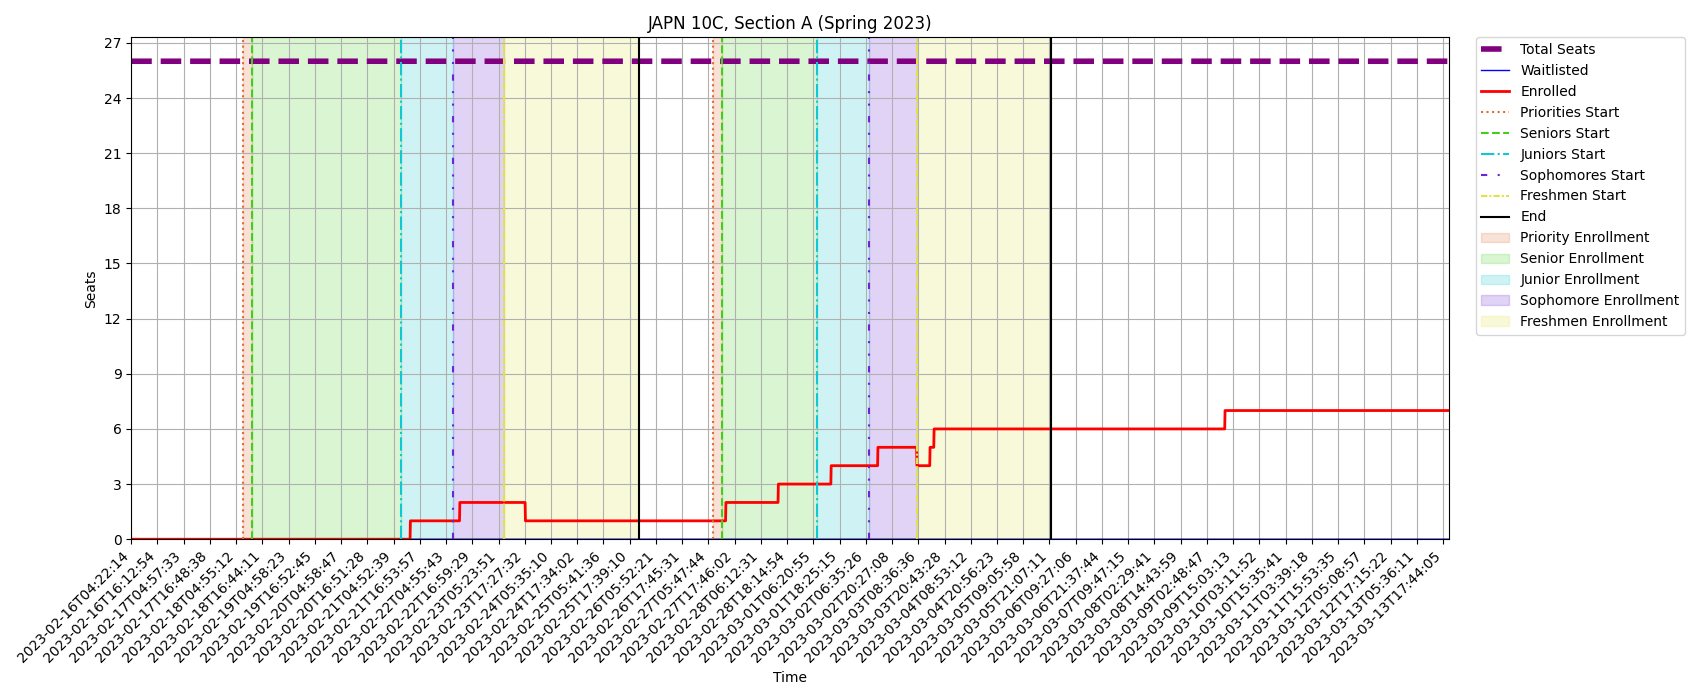 JAPN 10C, Section A (Spring 2023)
27
24
21
18
15
12
9
6
3
0
Seats
2023-02-16T04:22:14
2023-02-16T16:12:54
2023-02-17T04:57:33
2023-02-17T16:48:38
2023-02-18T04:55:12
2023-02-18T16:44:11
2023-02-19T04:58:23
2023-02-19T16:52:45
2023-02-20T04:58:47
2023-02-20T16:51:28
2023-02-21T04:52:39
2023-02-21T16:53:57
2023-02-22T04:55:43
2023-02-22T16:59:23
2023-02-23T05:23:51
2023-02-23T17:27:32
2023-02-24T05:35:10
2023-02-24T17:34:02
2023-02-25T05:41:36
2023-02-25T17:39:10
2023-02-26T05:52:21
2023-02-26T17:45:31
2023-02-27T05:47:44
2023-02-27T17:46:02
2023-02-28T06:12:31
2023-02-28T18:14:54
2023-03-01T06:20:55
2023-03-01T18:25:15
2023-03-02T06:35:26
2023-03-02T20:27:08
2023-03-03T08:36:36
2023-03-03T20:43:28
2023-03-04T08:53:12
2023-03-04T20:56:23
2023-03-05T09:05:58
2023-03-05T21:07:11
2023-03-06T09:27:06
2023-03-06T21:37:44
2023-03-07T09:47:15
2023-03-08T02:29:41
2023-03-08T14:43:59
2023-03-09T02:48:47
2023-03-09T15:03:13
2023-03-10T03:11:52
2023-03-10T15:35:41
2023-03-11T03:39:18
2023-03-11T15:53:35
2023-03-12T05:08:57
2023-03-12T17:15:22
2023-03-13T05:36:11
2023-03-13T17:44:05
Time
Total Seats
Waitlisted
Enrolled
Priorities Start
Seniors Start
Juniors Start
Sophomores Start
Freshmen Start
End
Priority Enrollment
Senior Enrollment
Junior Enrollment
Sophomore Enrollment
Freshmen Enrollment